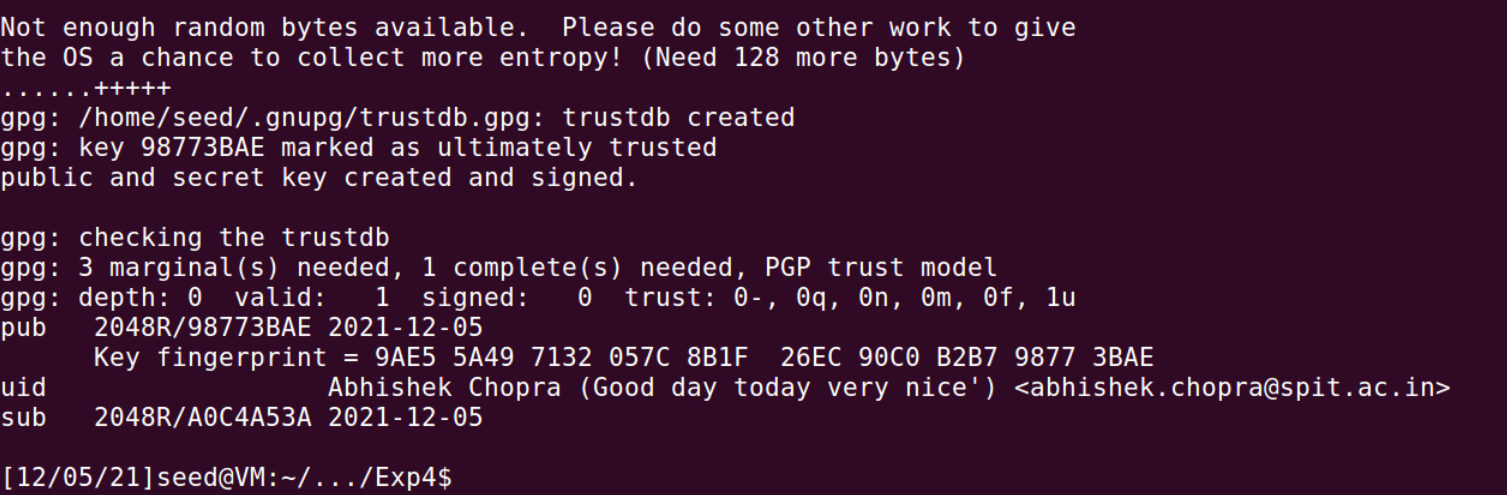 Not enough random bytes available.  Please do some other work to give
the OS a chance to collect more entropy! (Need 128 more bytes)
......+++++
gpg: /home/seed/.gnupg/trustdb.gpg: trustdb created
gpg: key 98773BAE marked as ultimately trusted
public and secret key created and signed.

gpg: checking the trustdb
gpg: 3 marginal(s) needed, 1 complete(s) needed, PGP trust model
gpg: depth: 0  valid:   1  signed:   0  trust: 0-, 0q, 0n, 0m, 0f, 1u
pub   2048R/98773BAE 2021-12-05
      Key fingerprint = 9AE5 5A49 7132 057C 8B1F  26EC 90C0 B2B7 9877 3BAE
uid                  Abhishek Chopra (Good day today very nice') <abhishek.chopra@spit.ac.in>
sub   2048R/A0C4A53A 2021-12-05

[12/05/21]seed@VM:~/.../Exp4$